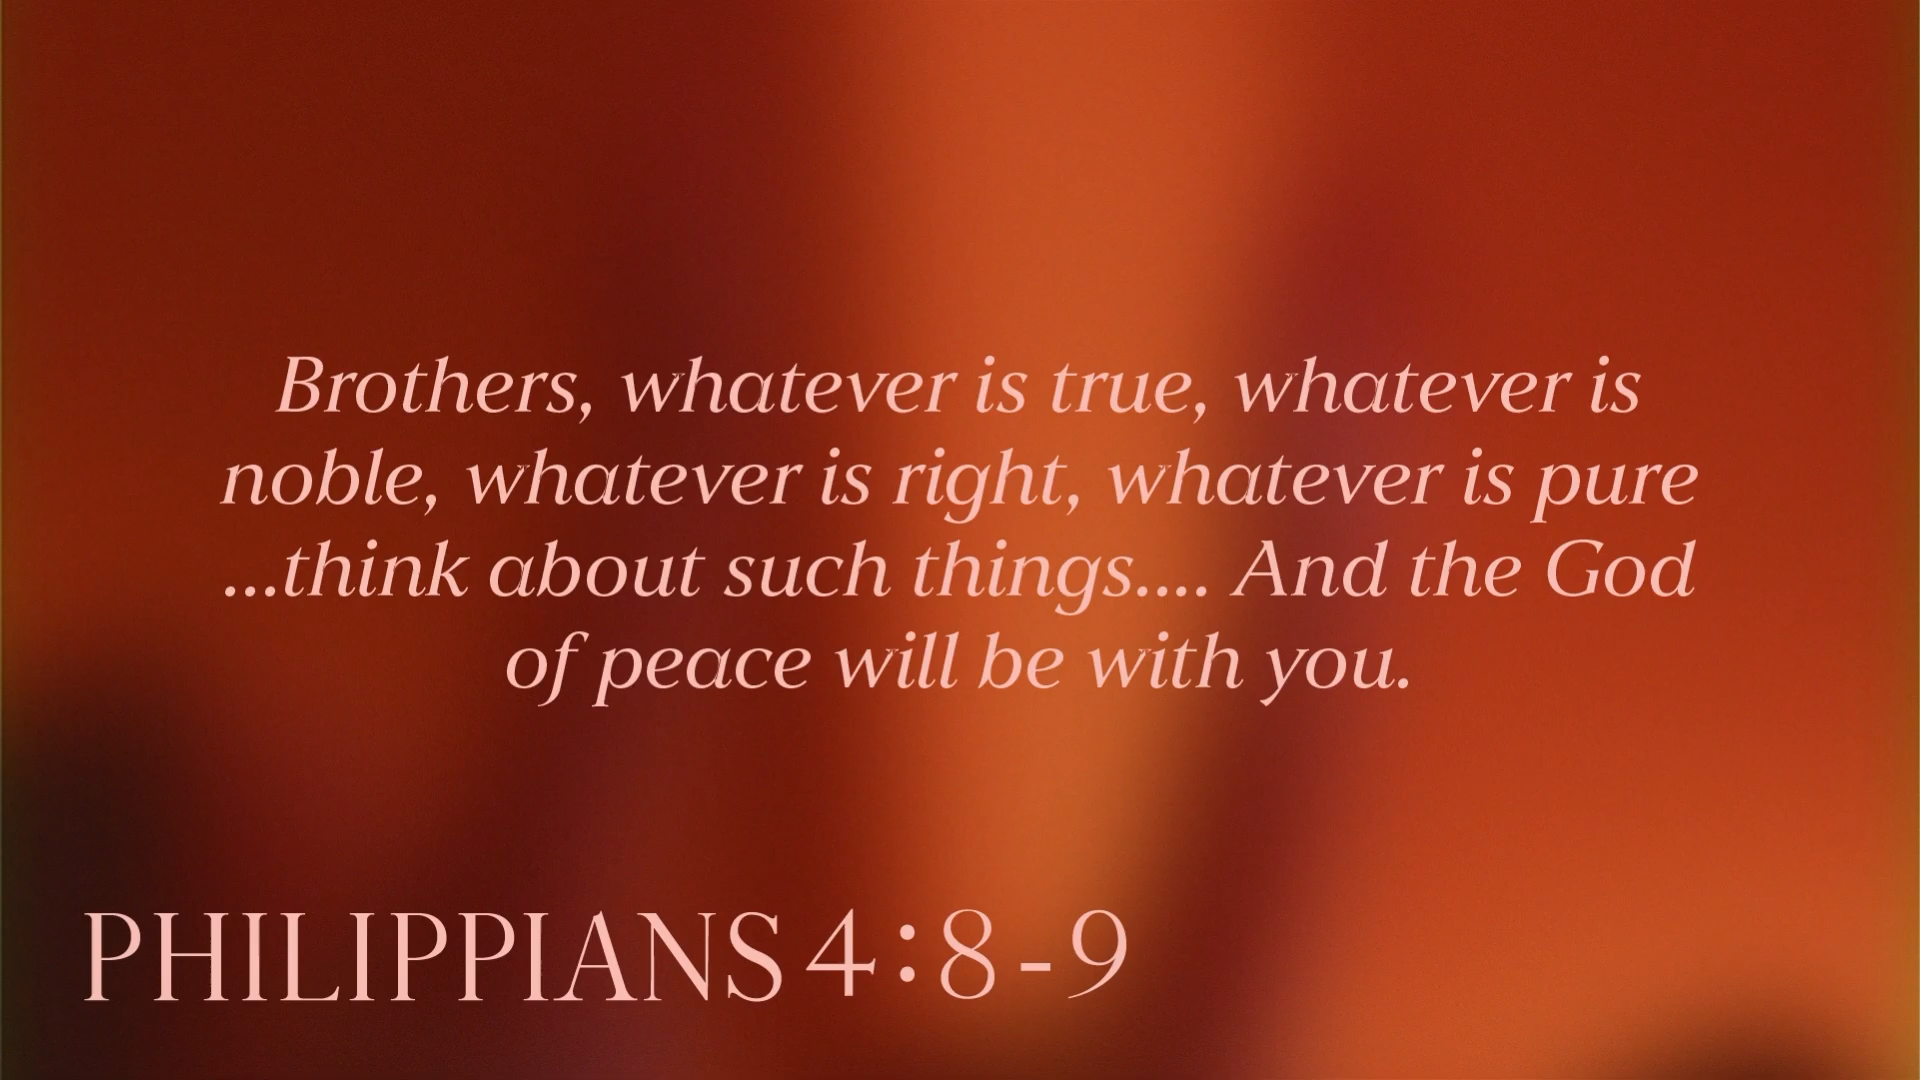 Brothers, whatever is true, whatever is
noble, whatever is right, whatever is pure
...think about such things.... And the God
of peace will be with you.
PHILIPPIANS 4:8-9